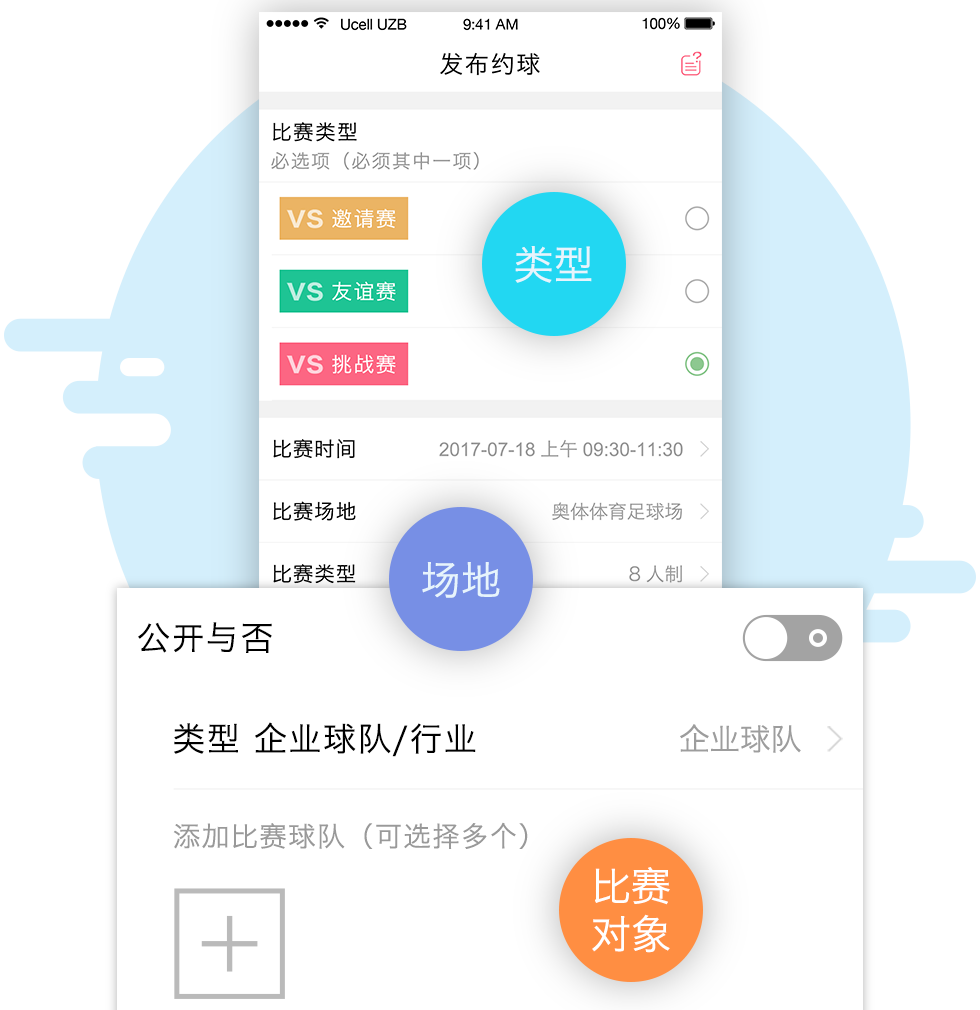 Ucell UZB 9:41 AM 100%
发布约球
比赛类型
必选项（必须其中一项）
VS 邀请赛
类型
VS 友谊赛
VS 挑战赛
比赛时间 2017-07-18 上午 09:30-11:30
比赛场地 奥体体育足球场
比赛类型 8 人制
场地
公开与否
类型 企业球队/行业 企业球队
添加比赛球队（可选择多个）
比赛
对象